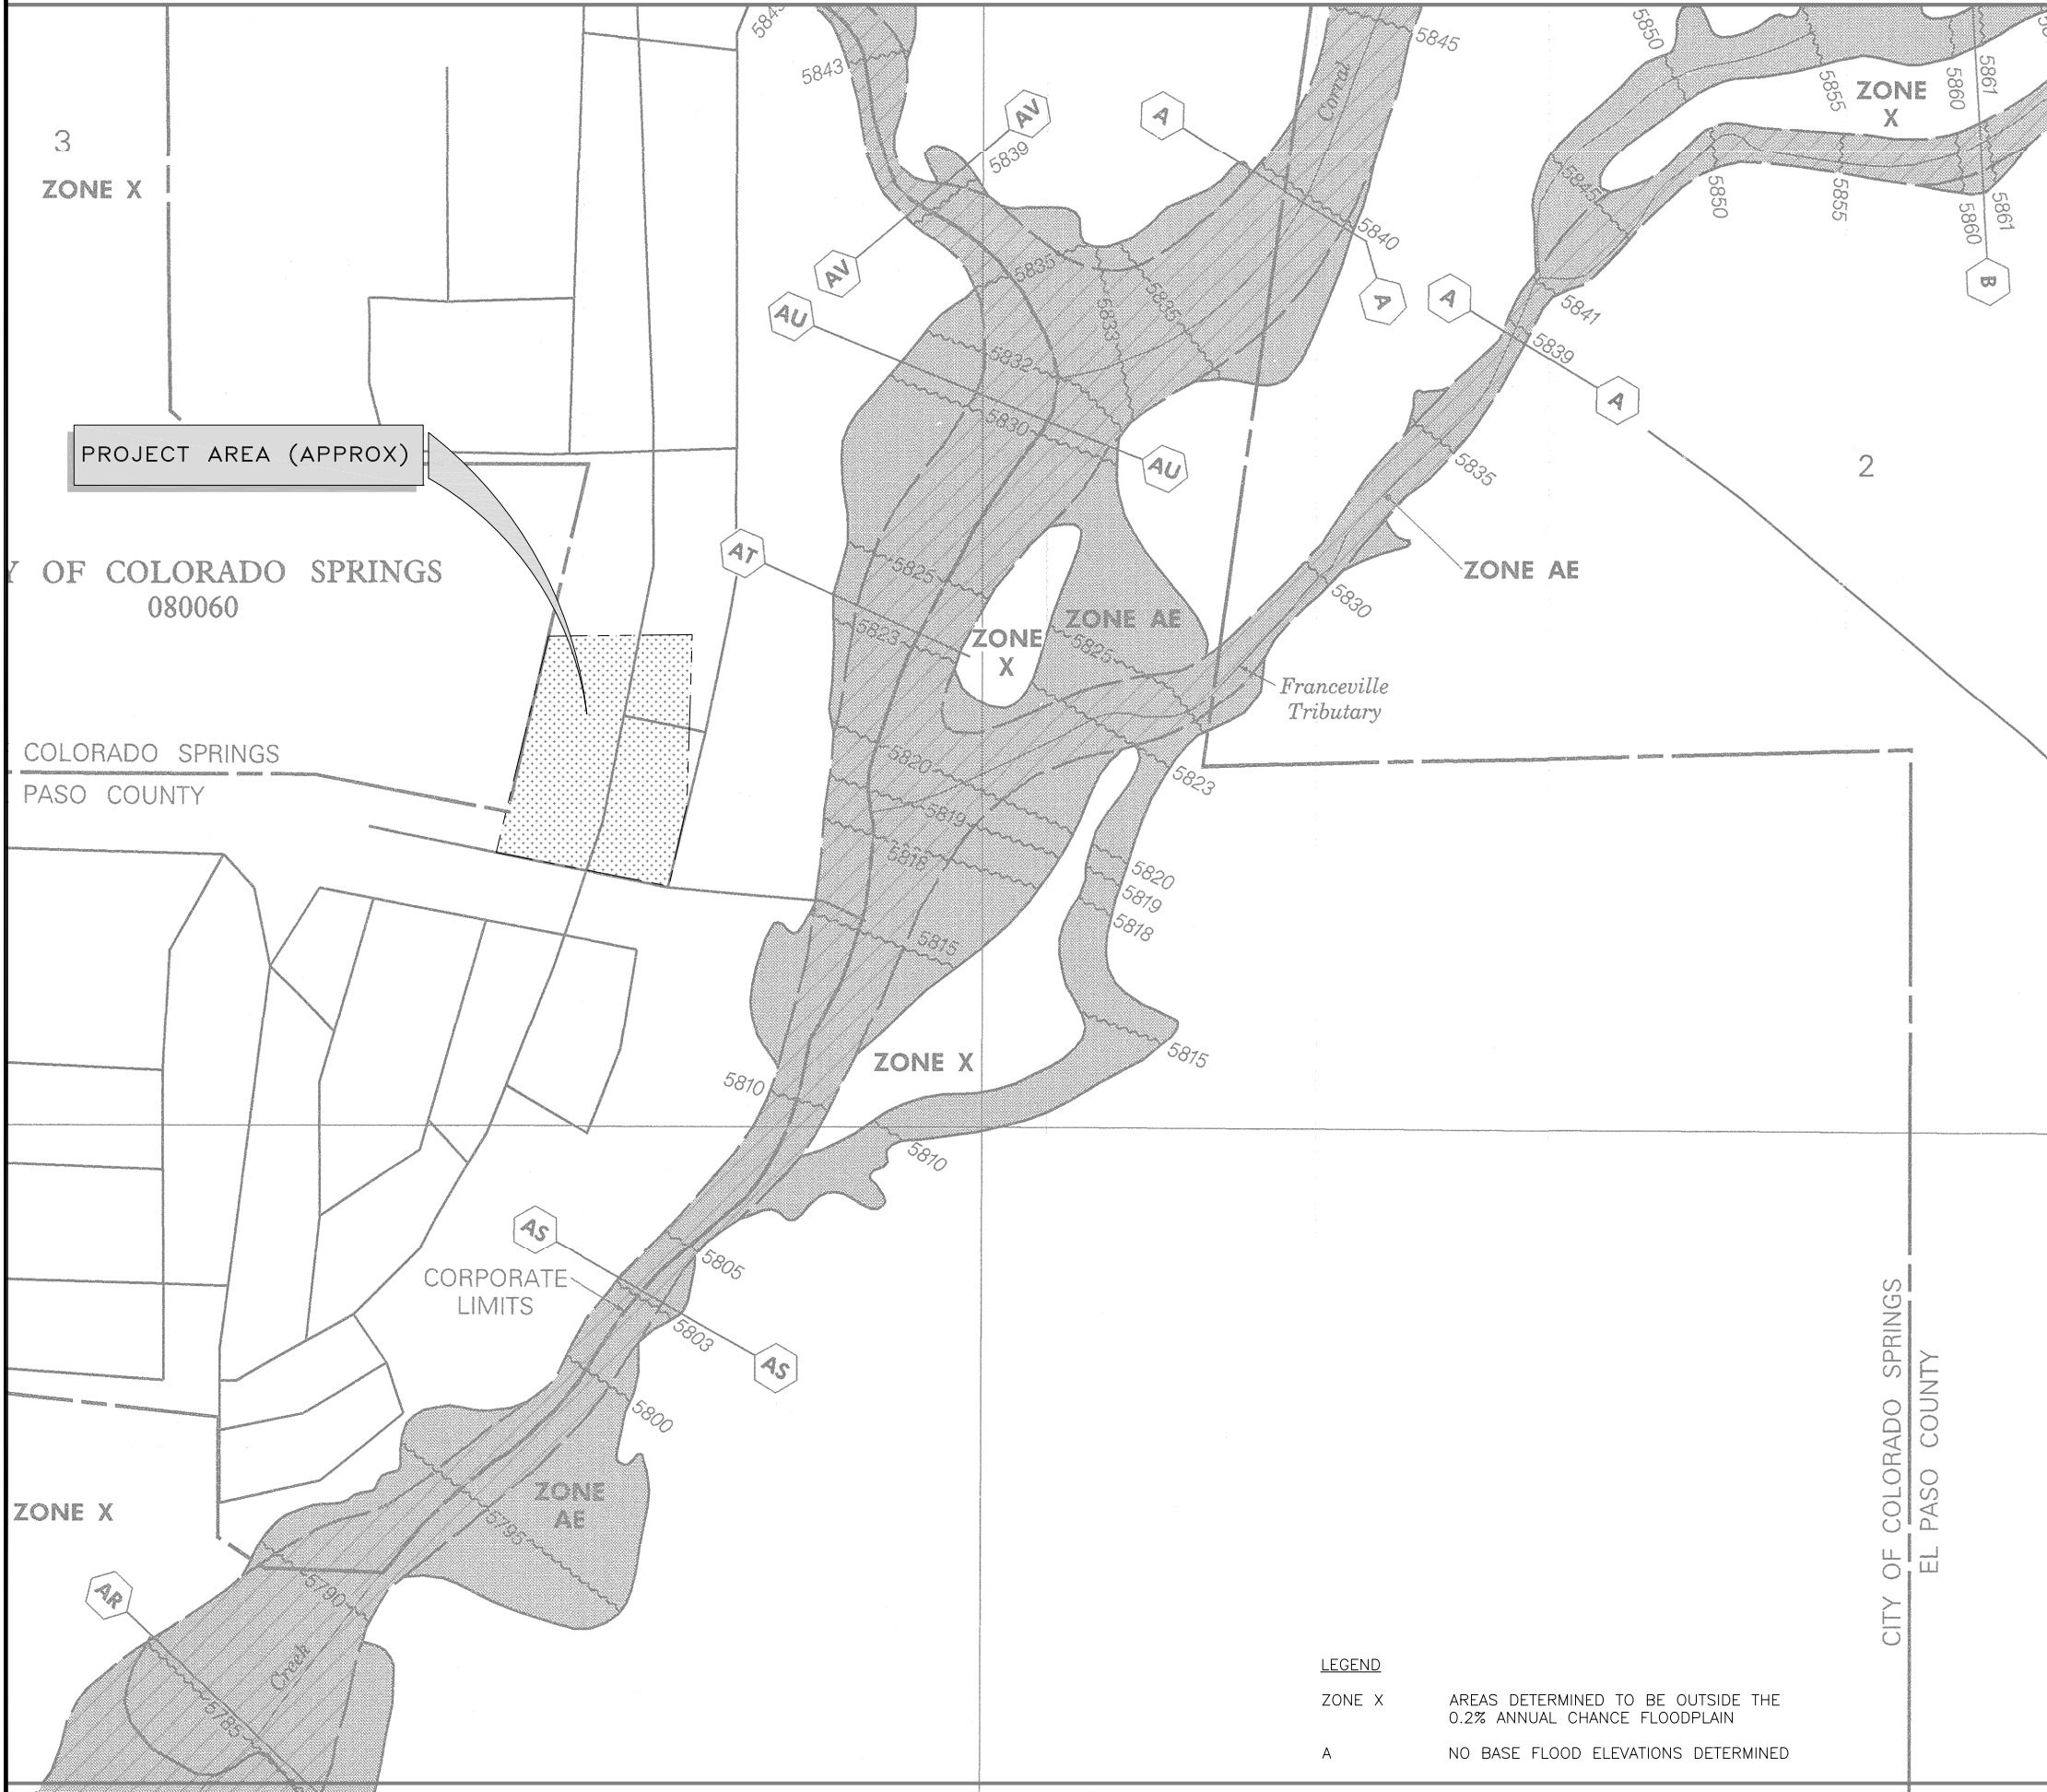 5845
5850
5843
5855
5860
5861
ZONE
X
3
ZONE X
AV
A
5839
Corral
5845
5850
5855
5860
5861
5840
5835
5833
5835
AV
AU
A
A
B
5841
5839
5832
5830
A
AU
5835
2
PROJECT AREA (APPROX)
Y OF COLORADO SPRINGS
080060
AT
5825
5823
ZONE AE
5830
ZONE AE
ZONE
X
5825
Franceville
Tributary
COLORADO SPRINGS
PASO COUNTY
5820
5823
5819
5818
5820
5819
5818
5815
5815
ZONE X
5810
5810
AS
5805
CORPORATE
LIMITS
5803
AS
5800
ZONE
AE
5795
ZONE X
5790
AR
Creek
5785
CITY OF COLORADO SPRINGS
EL PASO COUNTY
LEGEND
ZONE X AREAS DETERMINED TO BE OUTSIDE THE
0.2% ANNUAL CHANCE FLOODPLAIN
A NO BASE FLOOD ELEVATIONS DETERMINED